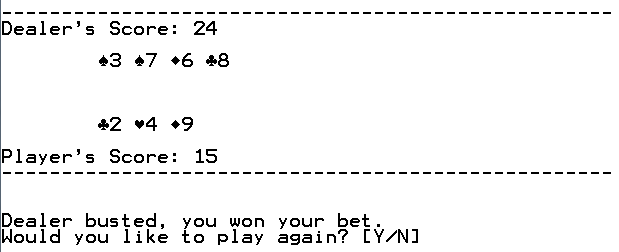 ------------------------------------------------
Dealer's Score: 24
♠3 ♠7 ♦6 ♣8
♣2 ♥4 ♦9
Player's Score: 15
------------------------------------------------
Dealer busted, you won your bet.
Would you like to play again? [Y/N]